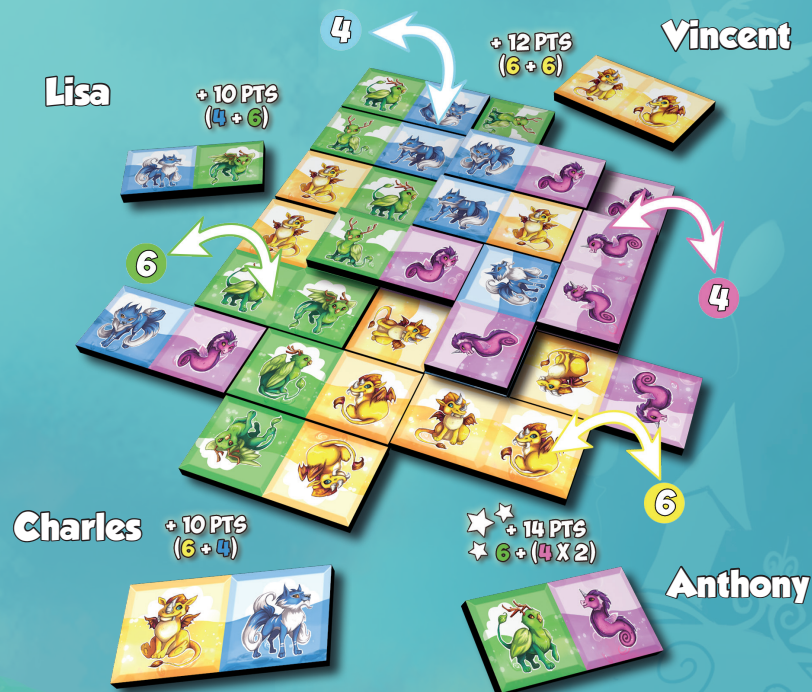 4
+ 12 PTS
(6 + 6)
Vincent
Lisa
+ 10 PTS
(4 + 6)
6
4
6
Charles
+ 10 PTS
(6 + 4)
+ 14 PTS
6 + (4 X 2)
Anthony